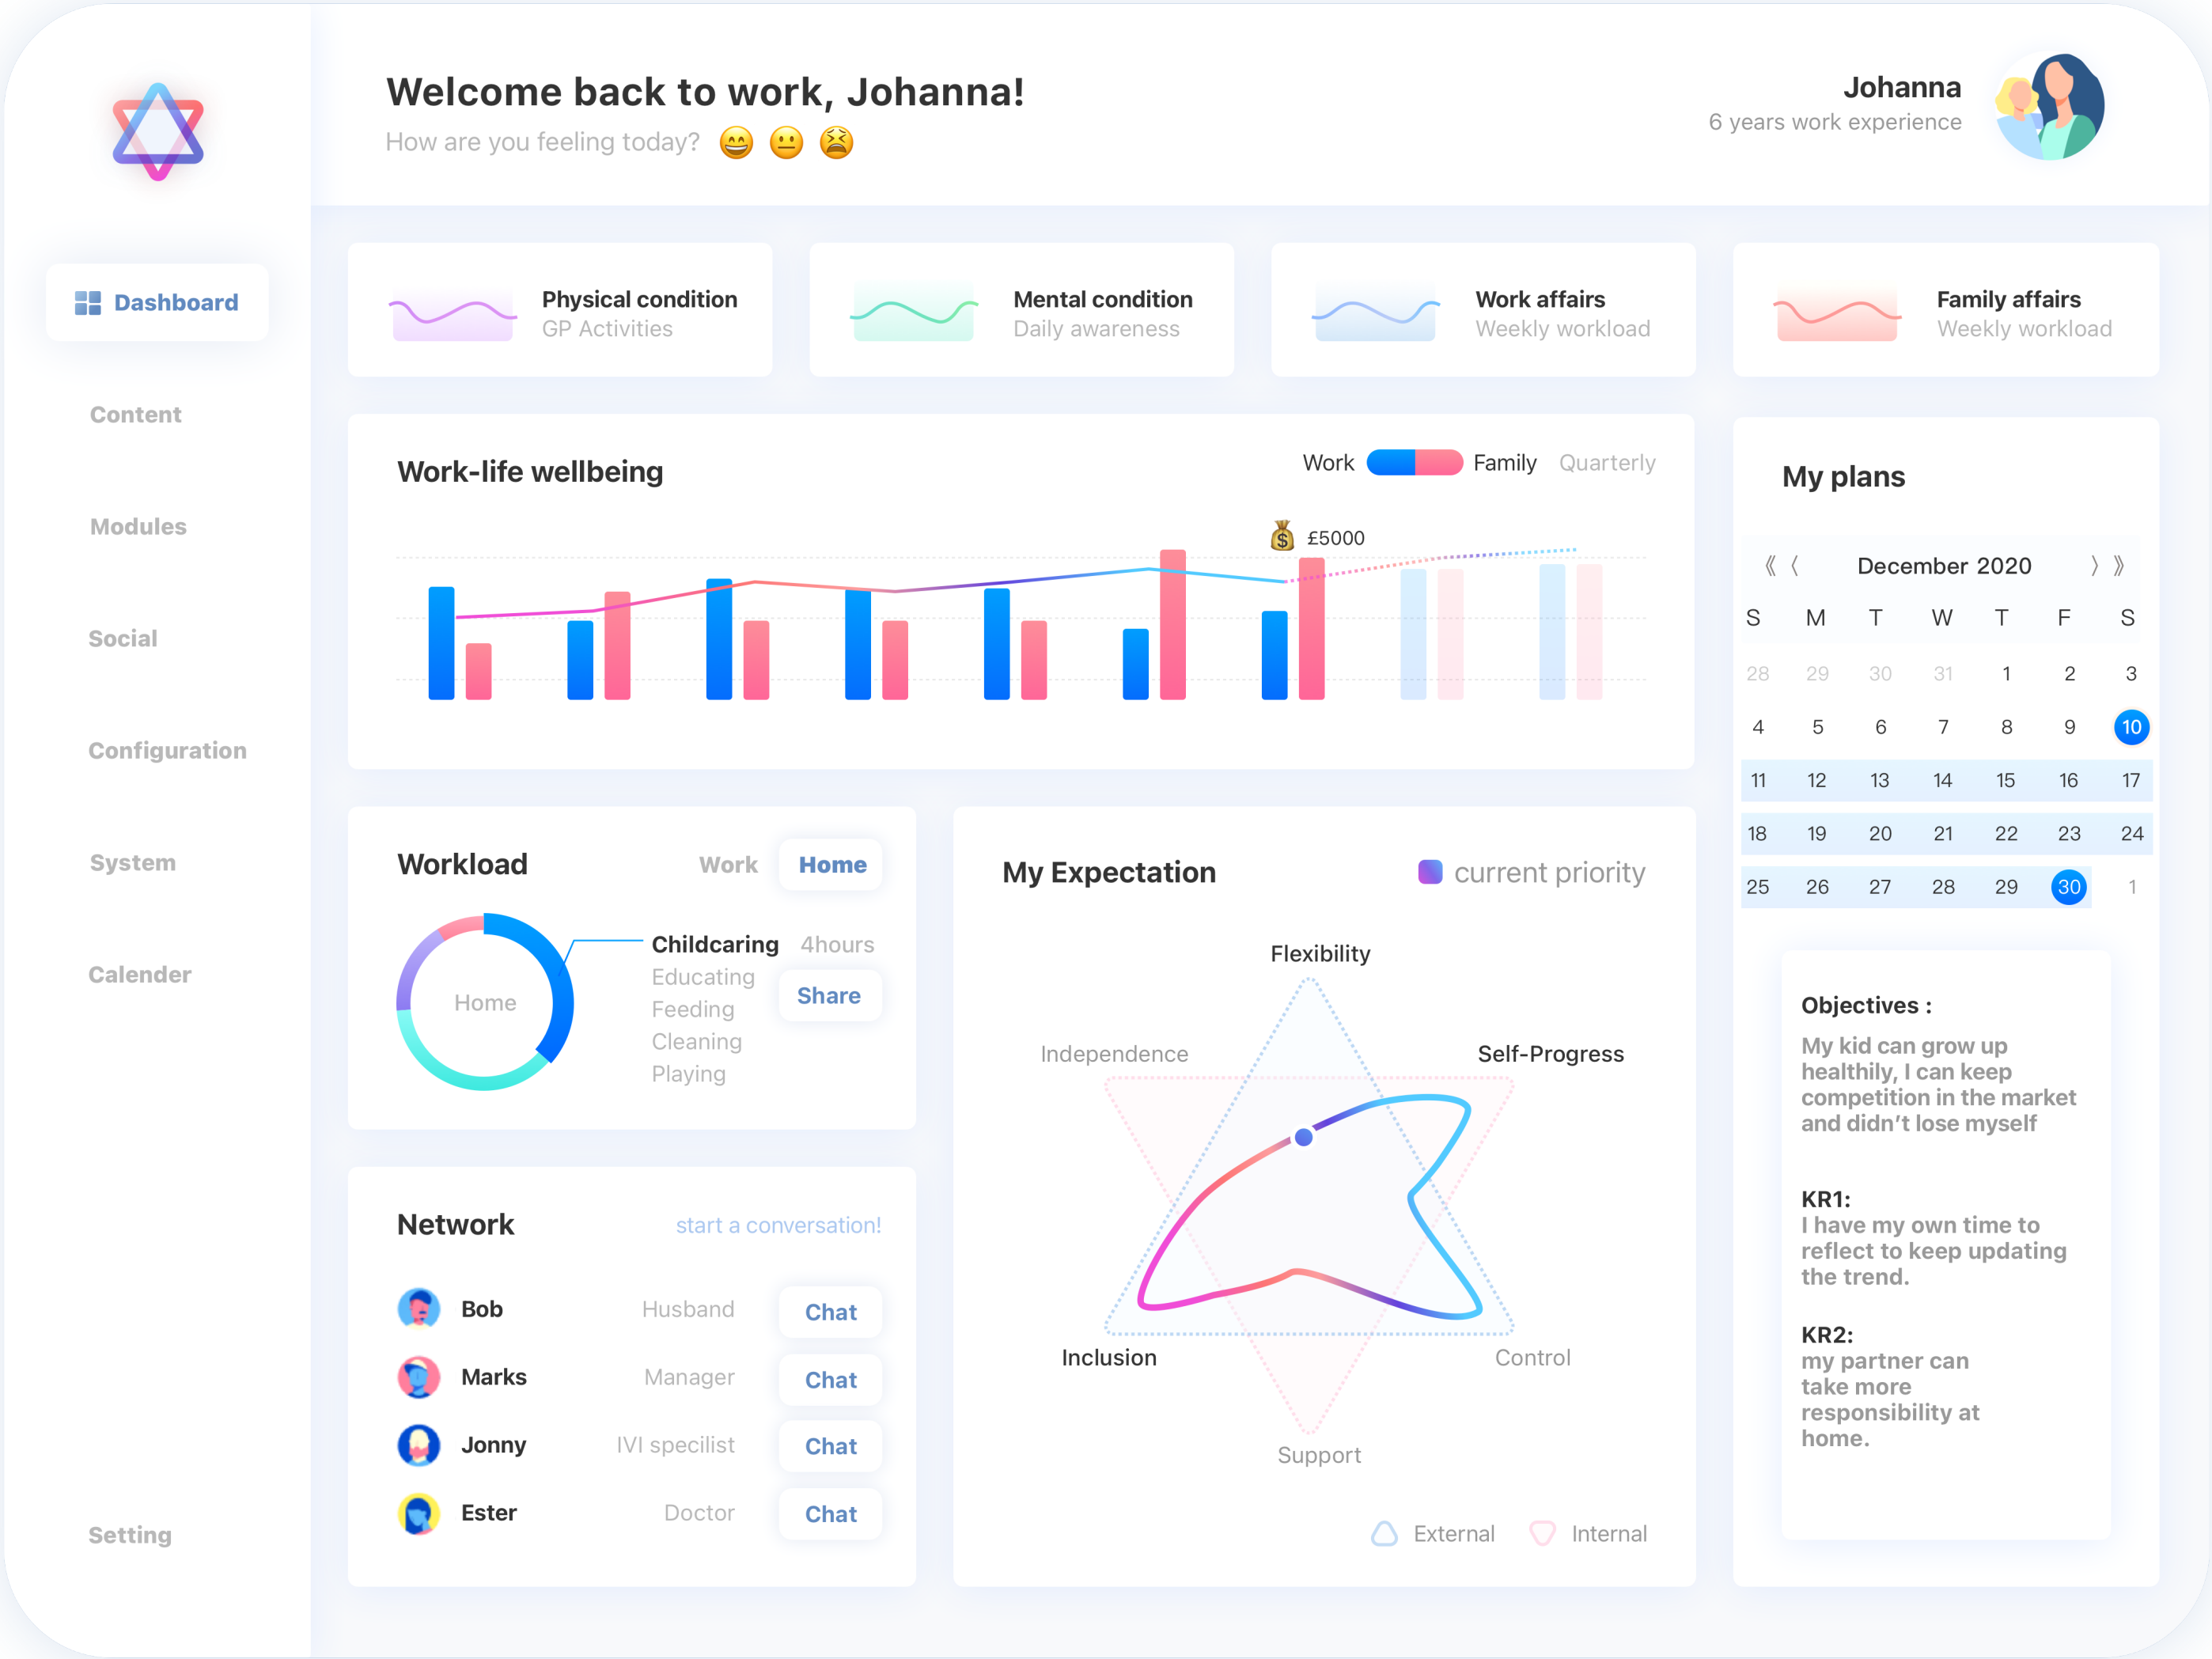 Welcome back to work, Johanna!
How are you feeling today?
Johanna
6 years work experience
Dashboard
Content
Modules
Social
Configuration
System
Calender
Setting
Physical condition
GP Activities
Mental condition
Daily awareness
Work affairs
Weekly workload
Family affairs
Weekly workload
Work-life wellbeing
Work Family Quarterly
£5000
Workload
Work Home
Home
Childcaring 4hours
Educating
Share
Feeding
Cleaning
Playing
Network
start a conversation!
Bob Husband Chat
Marks Manager Chat
Jonny IVI specilist Chat
Ester Doctor Chat
My Expectation
current priority
Flexibility
Independence
Self-Progress
Inclusion
Control
Support
External Internal
My plans
《 〈 December 2020 〉 》
S M T W T F S
28 29 30 31 1 2 3
4 5 6 7 8 9 10
11 12 13 14 15 16 17
18 19 20 21 22 23 24
25 26 27 28 29 30 1
Objectives :
My kid can grow up
healthily, I can keep
competition in the market
and didn’t lose myself
KR1:
I have my own time to
reflect to keep updating
the trend.
KR2:
my partner can
take more
responsibility at
home.